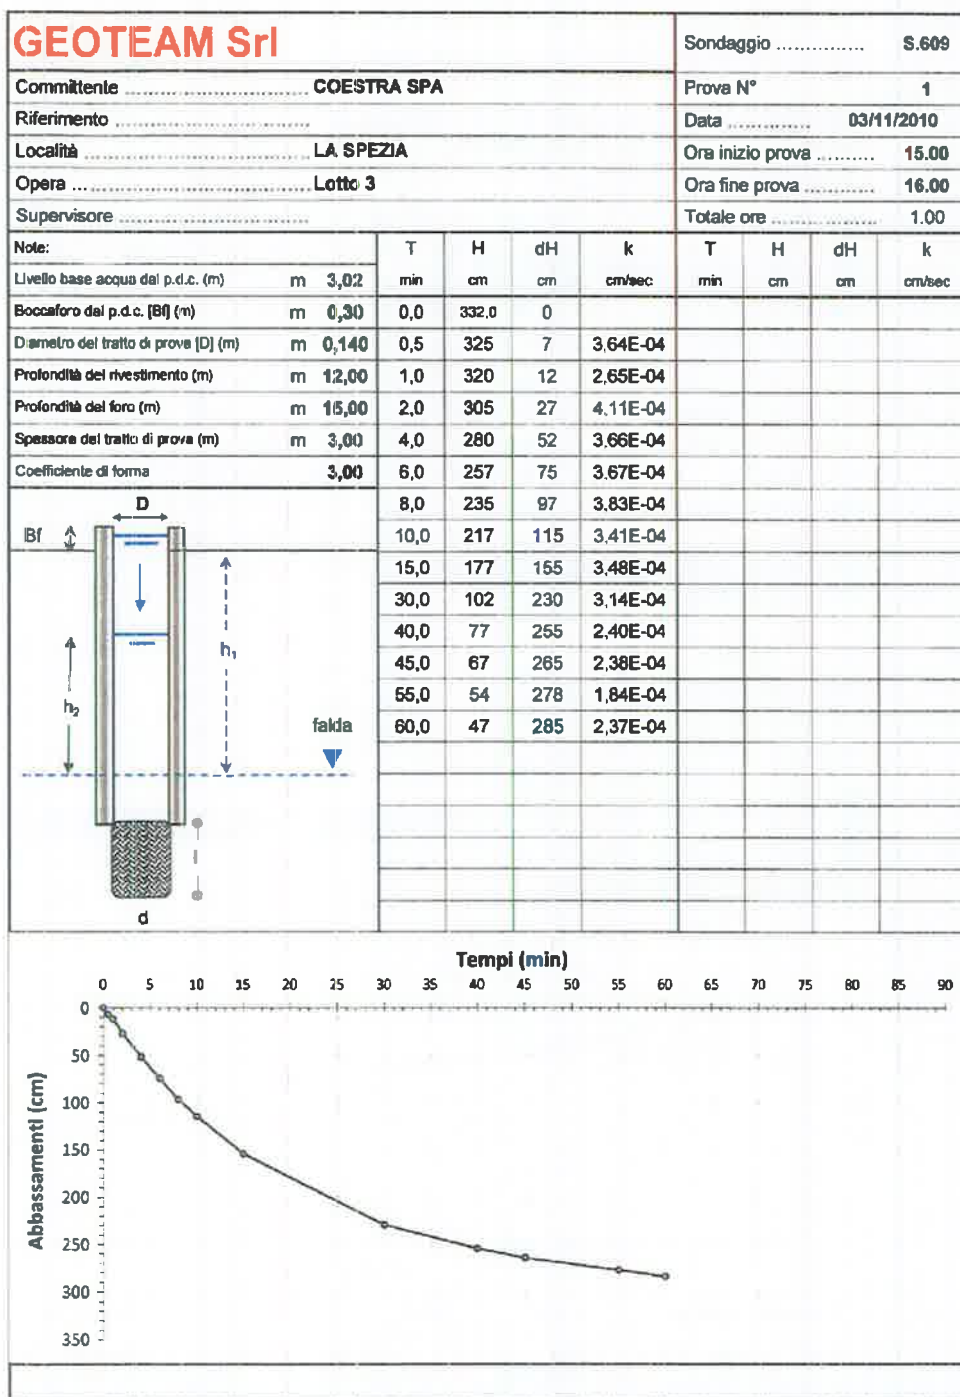 GEOTEAM Srl
Sondaggio .............. S.609
Committente .............................. COESTRA SPA
Prova N° 1
Riferimento ...............................
Data ............. 03/11/2010
Località .................................... LA SPEZIA
Ora inizio prova .......... 15.00
Opera ...................................... Lotto 3
Ora fine prova ............ 16.00
Supervisore ..............................
Totale ore .................. 1.00
Note:
T H dH k T H dH k
Livello base acqua dal p.d.c. (m) m 3,02
min cm cm cm/sec min cm cm cm/sec
Boccaforo dal p.d.c. [Bf] (m) m 0,30
0,0 332,0 0
Diametro del tratto di prova [D] (m) m 0,140
0,5 325 7 3,64E-04
Profondità del rivestimento (m) m 12,00
1,0 320 12 2,65E-04
Profondità del foro (m) m 15,00
2,0 305 27 4,11E-04
Spessore del tratto di prova (m) m 3,00
4,0 280 52 3,66E-04
Coefficiente di forma 3,00
6,0 257 75 3,67E-04
8,0 235 97 3,83E-04
10,0 217 115 3,41E-04
15,0 177 155 3,48E-04
30,0 102 230 3,14E-04
40,0 77 255 2,40E-04
45,0 67 265 2,38E-04
55,0 54 278 1,84E-04
60,0 47 285 2,37E-04
D
Bf
h1
h2
falda
l
d
Tempi (min)
0 5 10 15 20 25 30 35 40 45 50 55 60 65 70 75 80 85 90
Abbassamenti (cm)
0
50
100
150
200
250
300
350